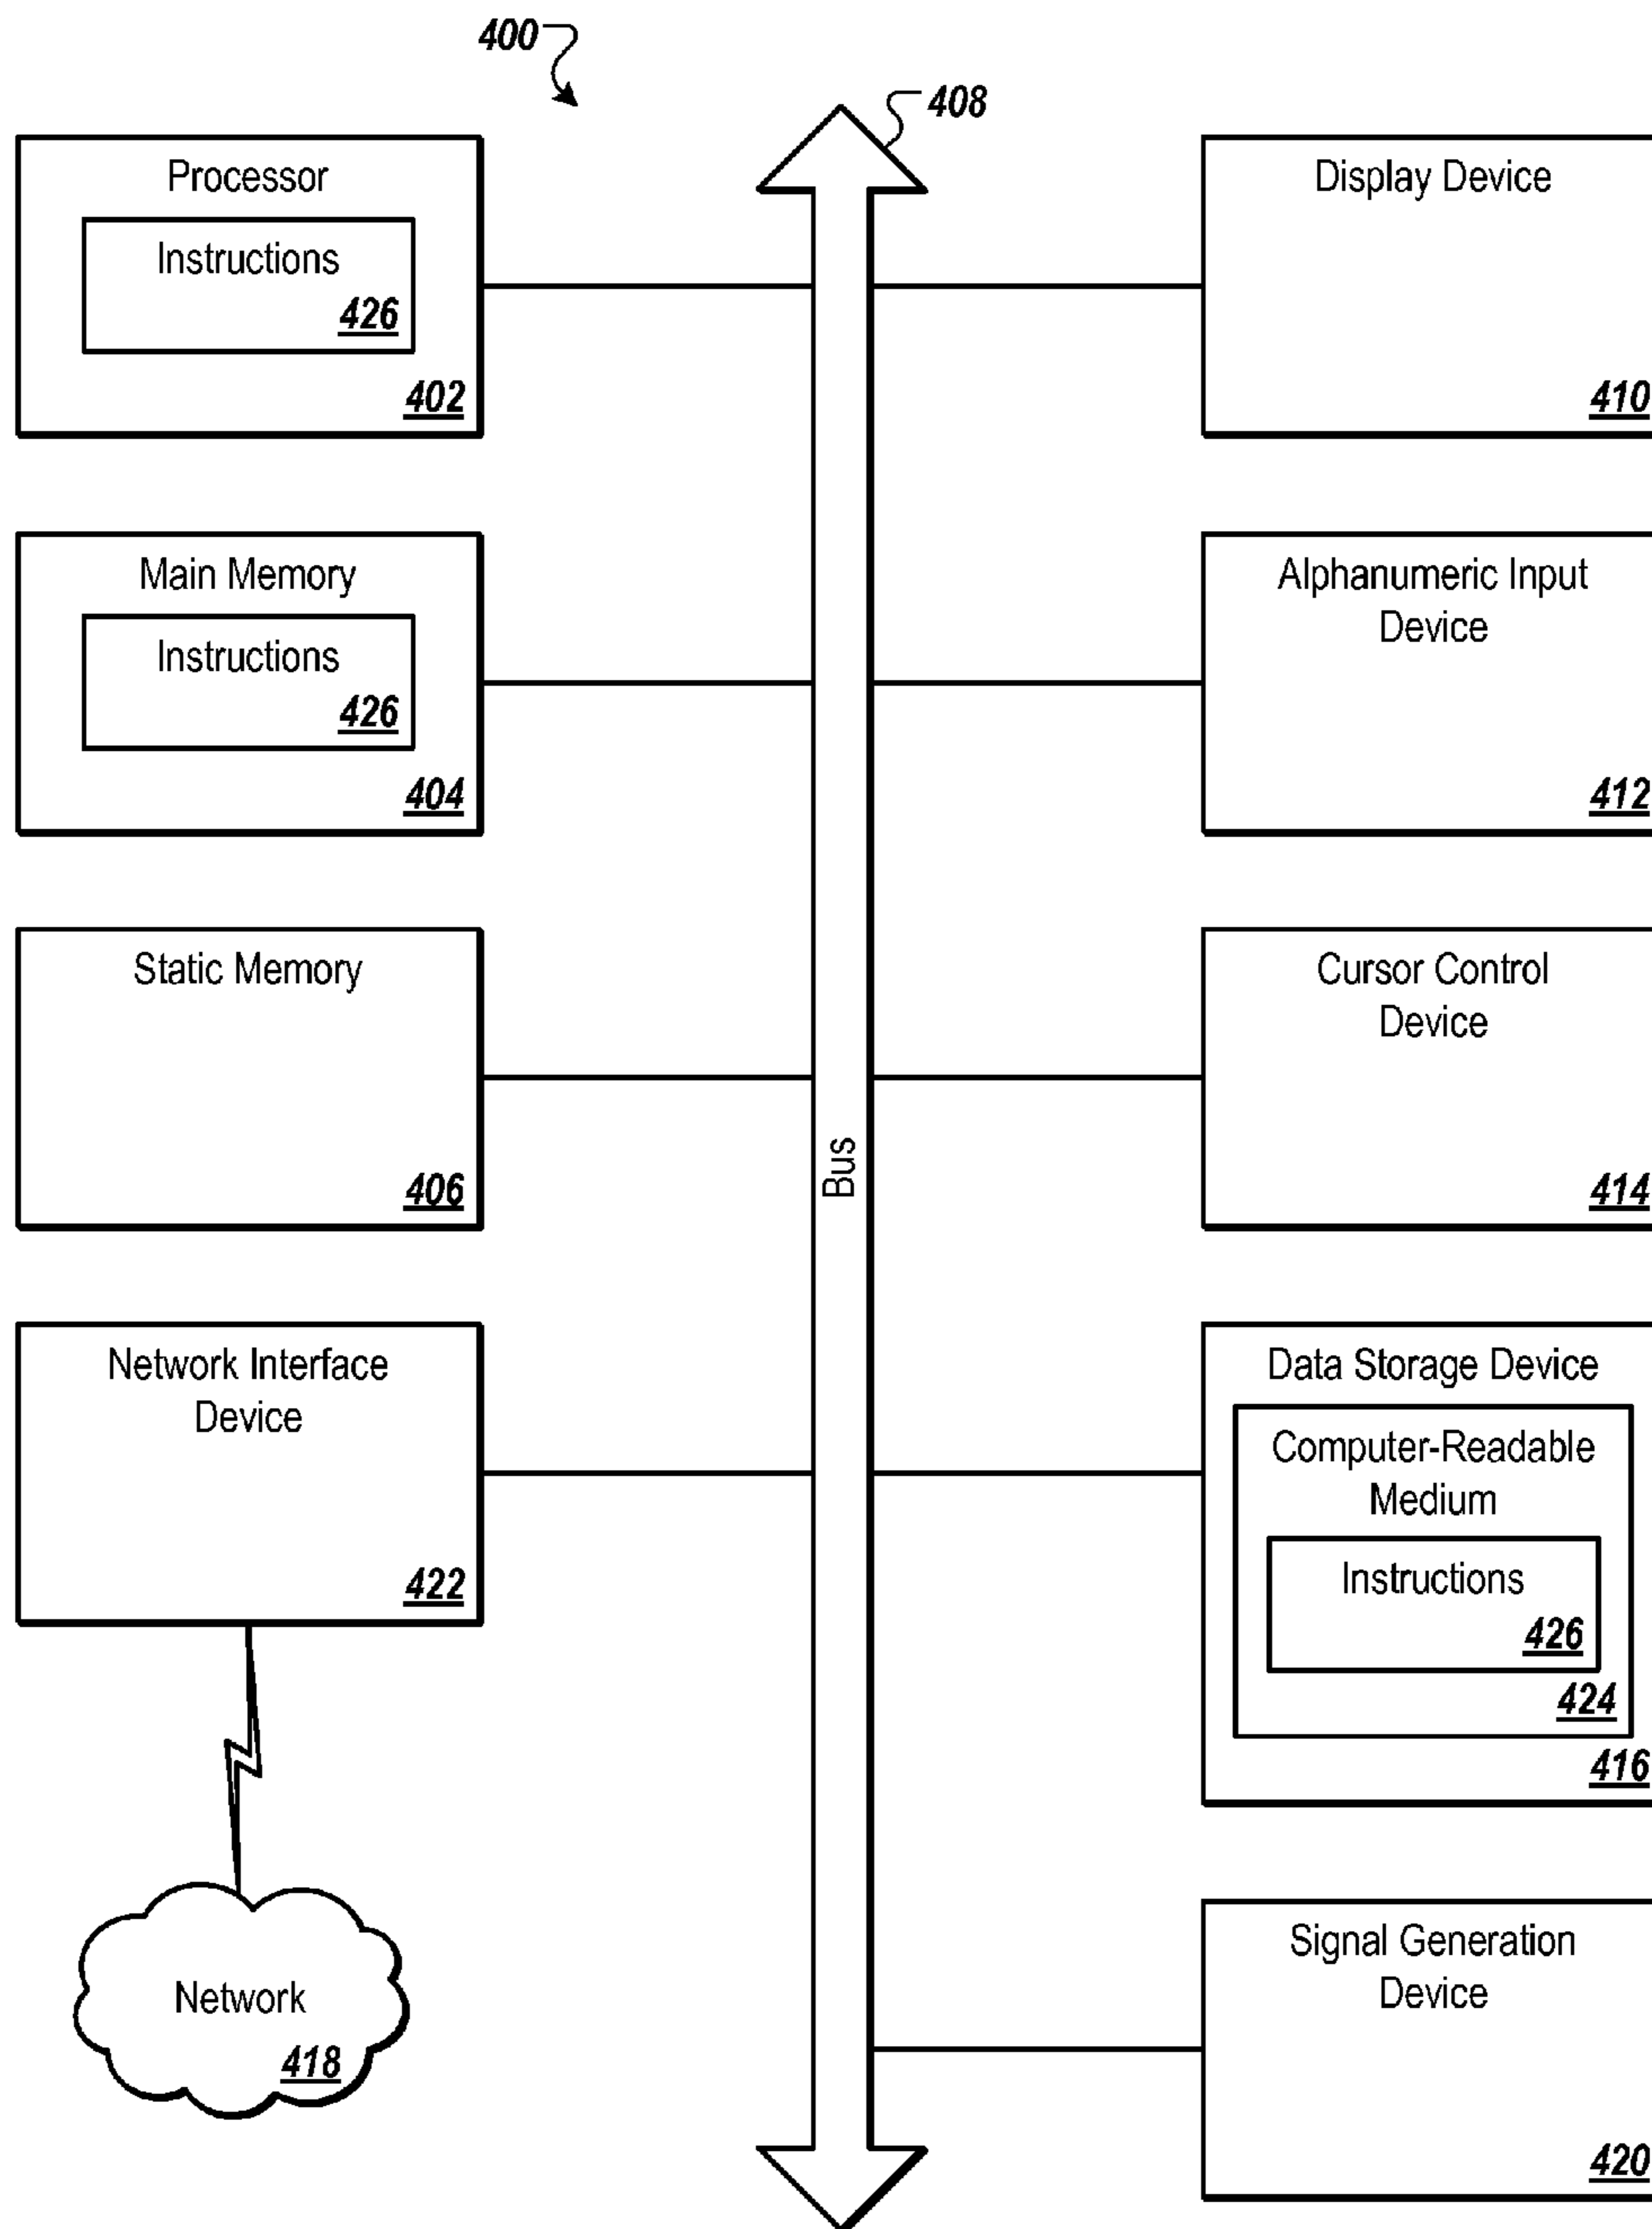 400
408
Processor
Instructions
426
402
Display Device
410
Main Memory
Instructions
426
404
Alphanumeric Input
Device
412
Static Memory
406
Cursor Control
Device
414
Bus
Network Interface
Device
422
Data Storage Device
Computer-Readable
Medium
Instructions
426
424
416
Network
418
Signal Generation
Device
420